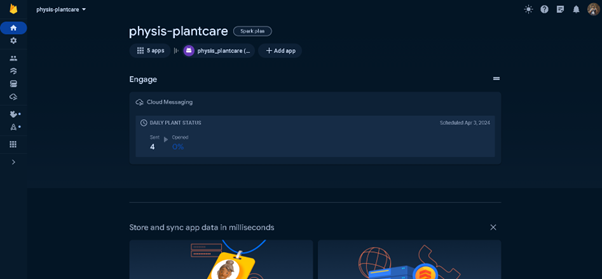 physis-plantcare
physis-plantcare
Spark plan
5 apps
physis_plantcare (...
Add app
Engage
Cloud Messaging
DAILY PLANT STATUS
Scheduled Apr 3, 2024
Sent
Opened
4
0%
Store and sync app data in milliseconds